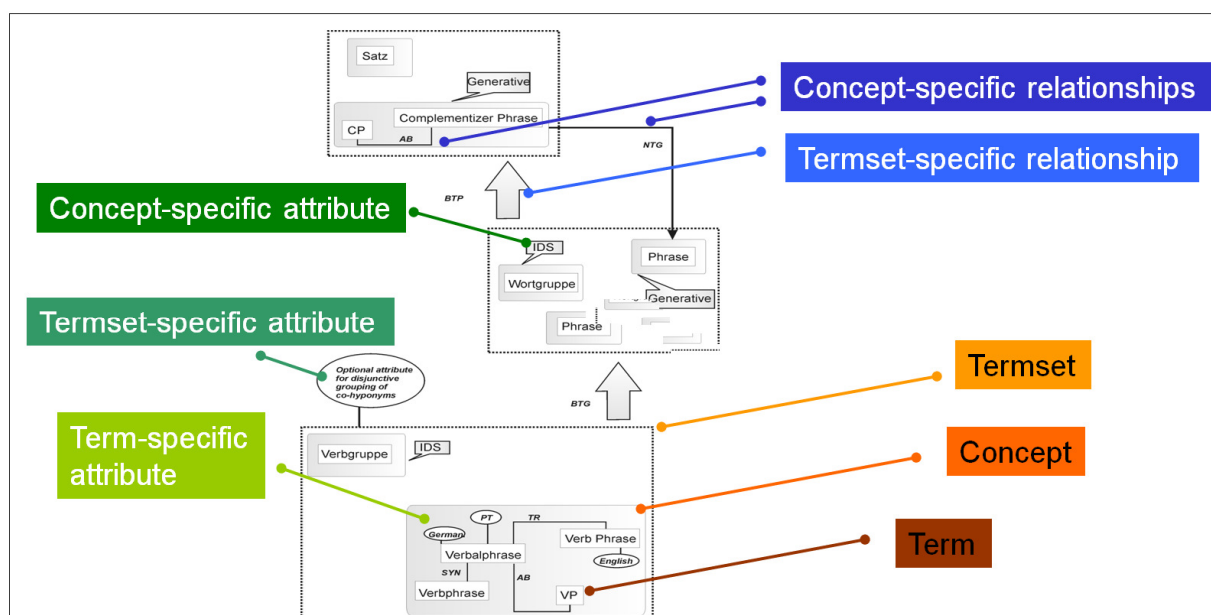 Satz
Generative
Concept-specific relationships
Complementizer Phrase
CP
AB
NTG
Termset-specific relationship
BTP
Concept-specific attribute
IDS
Phrase
Wortgruppe
Generative
Termset-specific attribute
Phrase
Termset
Optional attribute
for disjunctive
grouping of
co-hyponyms
BTG
Term-specific
attribute
Verbgruppe
IDS
Concept
PT
TR
German
Verb Phrase
Verbalphrase
English
Term
SYN
AB
Verbphrase
VP